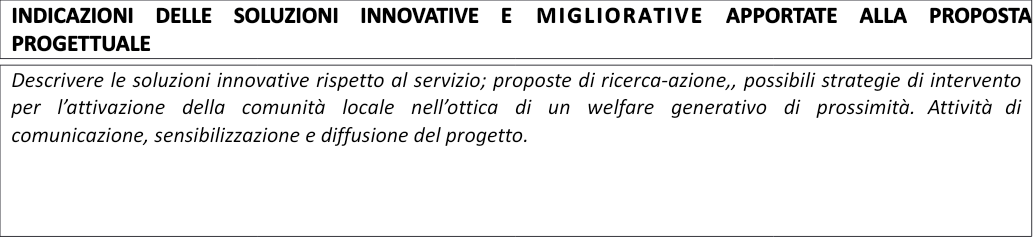 INDICAZIONI DELLE SOLUZIONI INNOVATIVE E MIGLIORATIVE APPORTATE ALLA PROPOSTA
PROGETTUALE
Descrivere le soluzioni innovative rispetto al servizio; proposte di ricerca-azione,, possibili strategie di intervento
per l’attivazione della comunità locale nell’ottica di un welfare generativo di prossimità. Attività di
comunicazione, sensibilizzazione e diffusione del progetto.